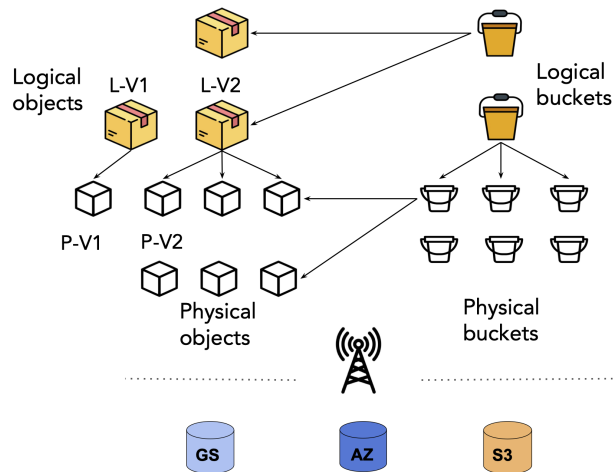 Logical
objects
L-V1
L-V2
Logical
buckets
P-V1
P-V2
Physical
objects
Physical
buckets
GS
AZ
S3